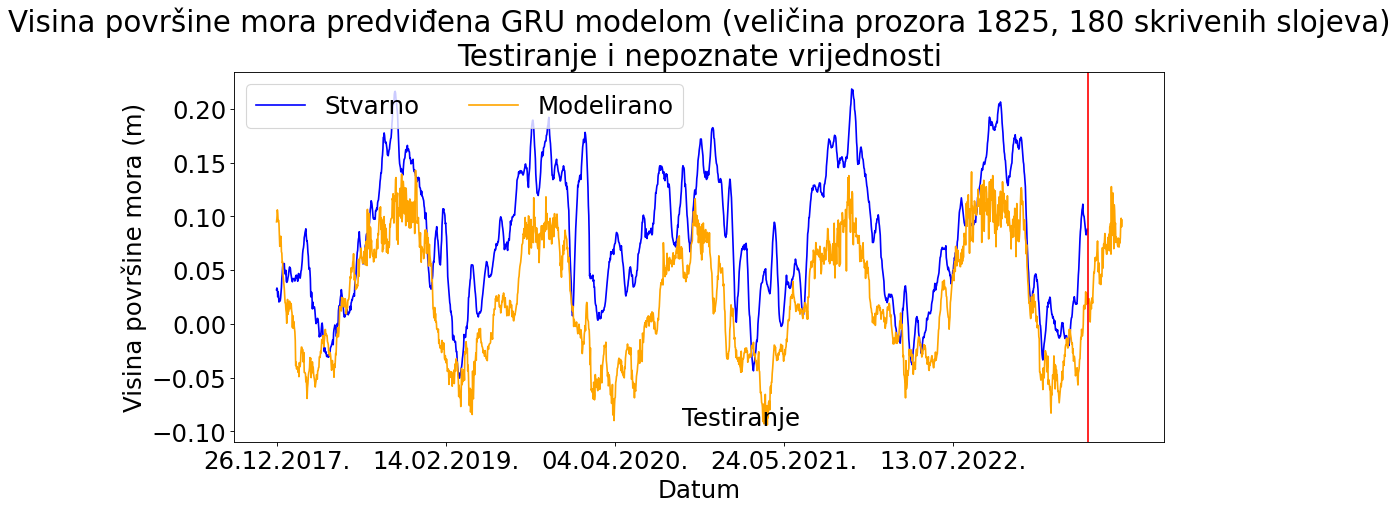 Visina površine mora predviđena GRU modelom (veličina prozora 1825, 180 skrivenih slojeva)
Testiranje i nepoznate vrijednosti
Stvarno Modelirano
Visina površine mora (m)
0.20
0.15
0.10
0.05
0.00
−0.05
−0.10
Testiranje
26.12.2017. 14.02.2019. 04.04.2020. 24.05.2021. 13.07.2022.
Datum